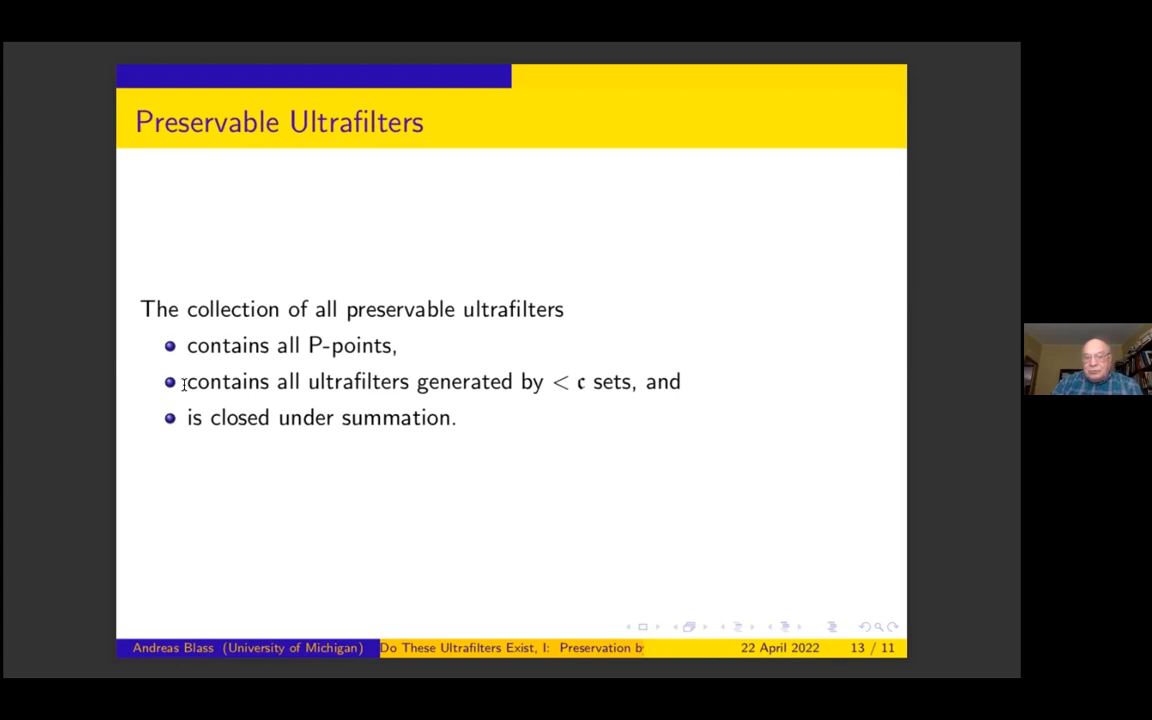 Preservable Ultrafilters
The collection of all preservable ultrafilters
contains all P-points,
contains all ultrafilters generated by < 𝔠 sets, and
is closed under summation.
Andreas Blass (University of Michigan) Do These Ultrafilters Exist, I: Preservation b 22 April 2022 13 / 11